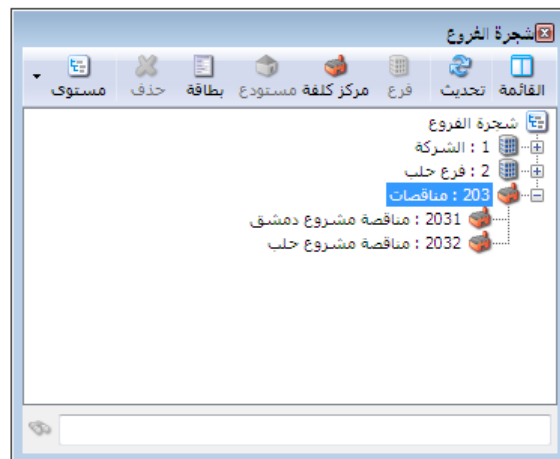 شجرة الفروع
القائمة تحديث فرع مركز كلفة مستودع بطاقة حذف مستوى
شجرة الفروع
1 : الشركة
2 : فرع حلب
203 : مناقصات
2031 : مناقصة مشروع دمشق
2032 : مناقصة مشروع حلب